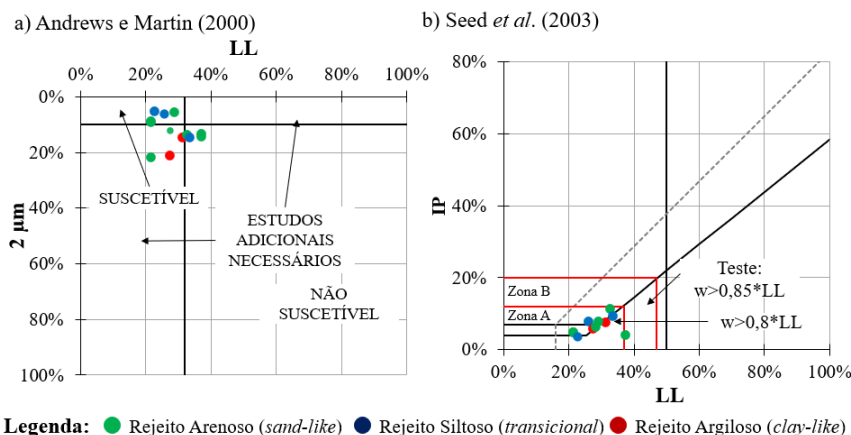 a) Andrews e Martin (2000)
LL
0% 20% 40% 60% 80% 100%
0%
20%
40%
60%
80%
100%
2 µm
SUSCETÍVEL
ESTUDOS
ADICIONAIS
NECESSÁRIOS
NÃO
SUSCETÍVEL
b) Seed et al. (2003)
80%
60%
40%
20%
0%
IP
Zona B
Zona A
Teste:
w>0,85*LL
w>0,8*LL
0% 20% 40% 60% 80% 100%
LL
Legenda: Rejeito Arenoso (sand-like) Rejeito Siltoso (transicional) Rejeito Argiloso (clay-like)